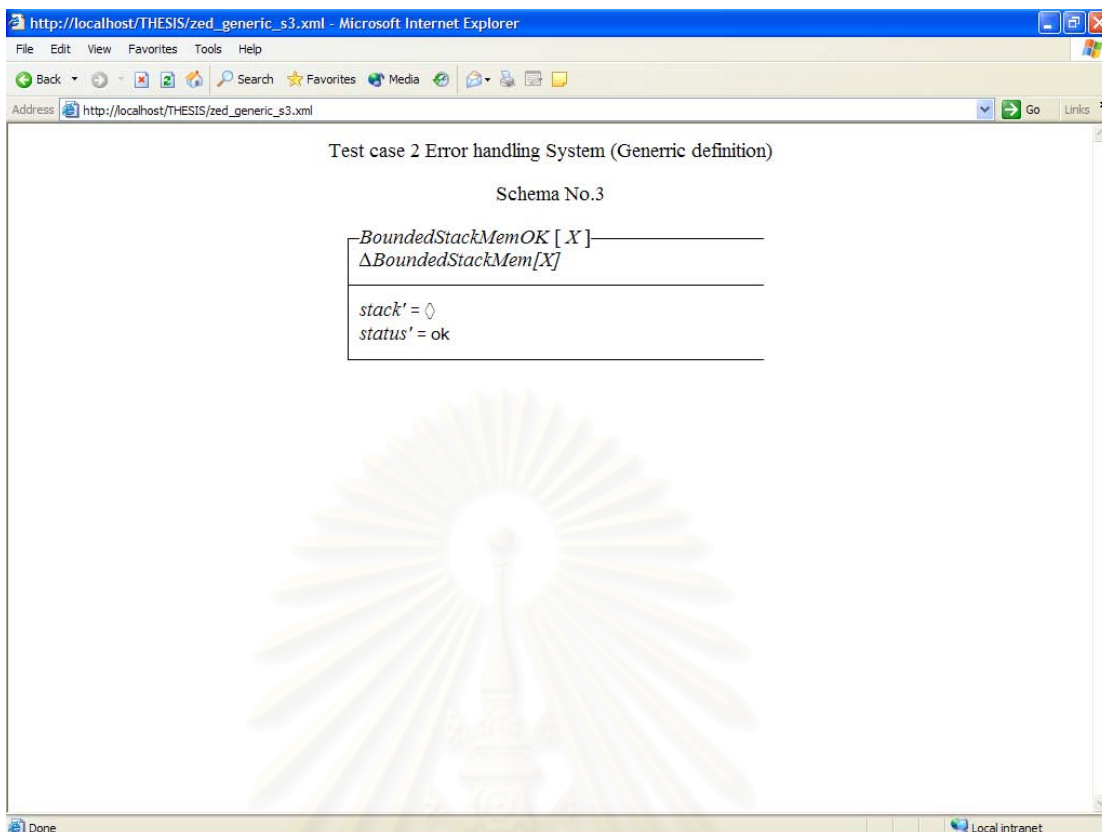 http://localhost/THESIS/zed_generic_s3.xml - Microsoft Internet Explorer
File Edit View Favorites Tools Help
Back Search Favorites Media
Address http://localhost/THESIS/zed_generic_s3.xml Go Links
Test case 2 Error handling System (Generric definition)
Schema No.3
BoundedStackMemOK [ X ]
ΔBoundedStackMem[X]
stack' = ⟨⟩
status' = ok
Done Local intranet